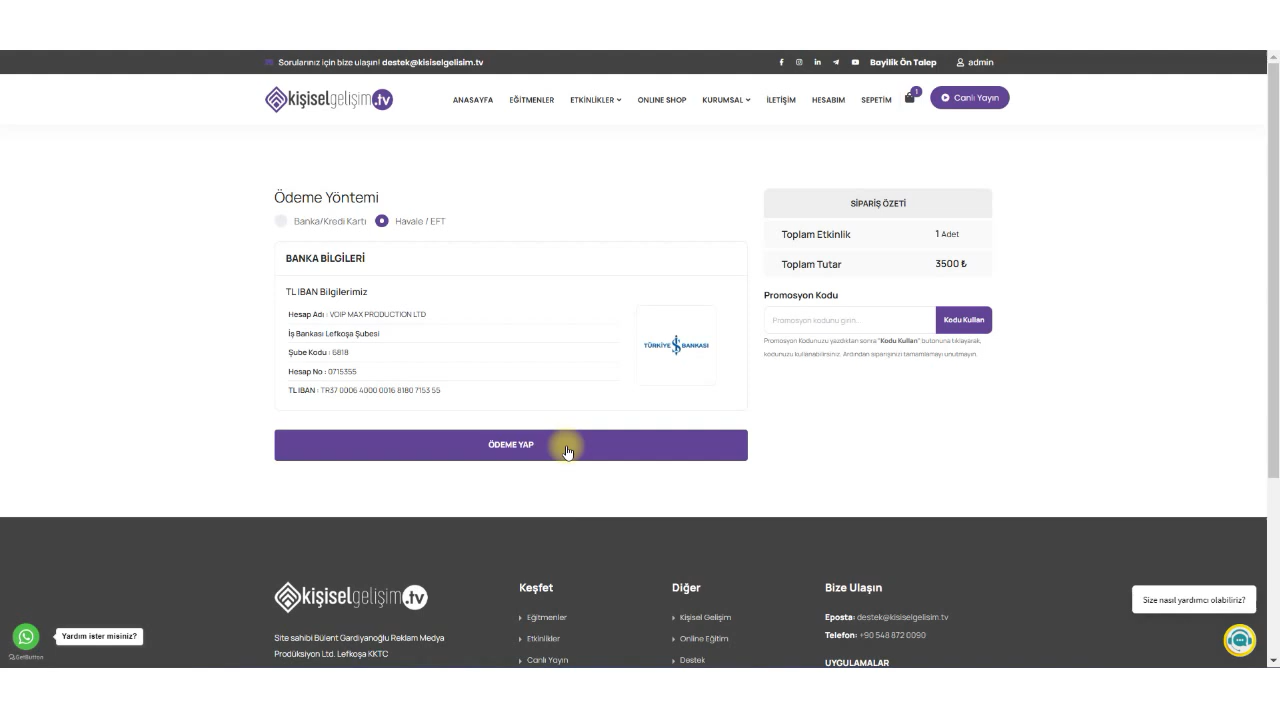 Sorularınız için bize ulaşın! destek@kisiselgelisim.tv
Bayilik Ön Talep
admin
kişiselgelişim.tv
ANASAYFA
EĞİTMENLER
ETKİNLİKLER
ONLINE SHOP
KURUMSAL
İLETİŞİM
HESABIM
SEPETİM
1
Canlı Yayın
Ödeme Yöntemi
Banka/Kredi Kartı
Havale / EFT
BANKA BİLGİLERİ
TL IBAN Bilgilerimiz
Hesap Adı : VOIP MAX PRODUCTION LTD
İş Bankası Lefkoşa Şubesi
Şube Kodu : 6818
Hesap No : 0715355
TL IBAN : TR37 0006 4000 0016 8180 7153 55
TÜRKİYE İŞ BANKASI
ÖDEME YAP
SİPARİŞ ÖZETİ
Toplam Etkinlik 1 Adet
Toplam Tutar 3500 ₺
Promosyon Kodu
Promosyon kodunu girin...
Kodu Kullan
Promosyon Kodunuzu yazdıktan sonra "Kodu Kullan" butonuna tıklayarak,
kodunuzu kullanabilirsiniz. Ardından siparişinizi tamamlamayı unutmayın.
kişiselgelişim.tv
Site sahibi Bülent Gardiyanoğlu Reklam Medya
Prodüksiyon Ltd. Lefkoşa KKTC
Keşfet
Eğitmenler
Etkinlikler
Canlı Yayın
Diğer
Kişisel Gelişim
Online Eğitim
Destek
Bize Ulaşın
Eposta: destek@kisiselgelisim.tv
Telefon: +90 548 872 0090
UYGULAMALAR
Yardım ister misiniz?
GetButton
Size nasıl yardımcı olabiliriz?